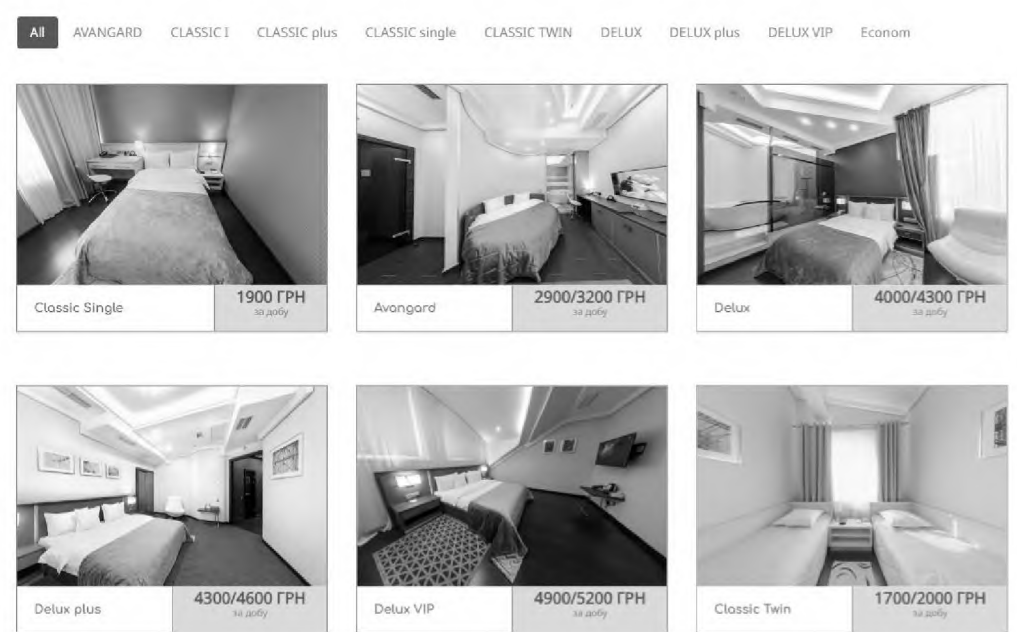 All AVANGARD CLASSIC I CLASSIC plus CLASSIC single CLASSIC TWIN DELUX DELUX plus DELUX VIP Econom
Classic Single
1900 ГРН
за добу
Avangard
2900/3200 ГРН
за добу
Delux
4000/4300 ГРН
за добу
Delux plus
4300/4600 ГРН
за добу
Delux VIP
4900/5200 ГРН
за добу
Classic Twin
1700/2000 ГРН
за добу